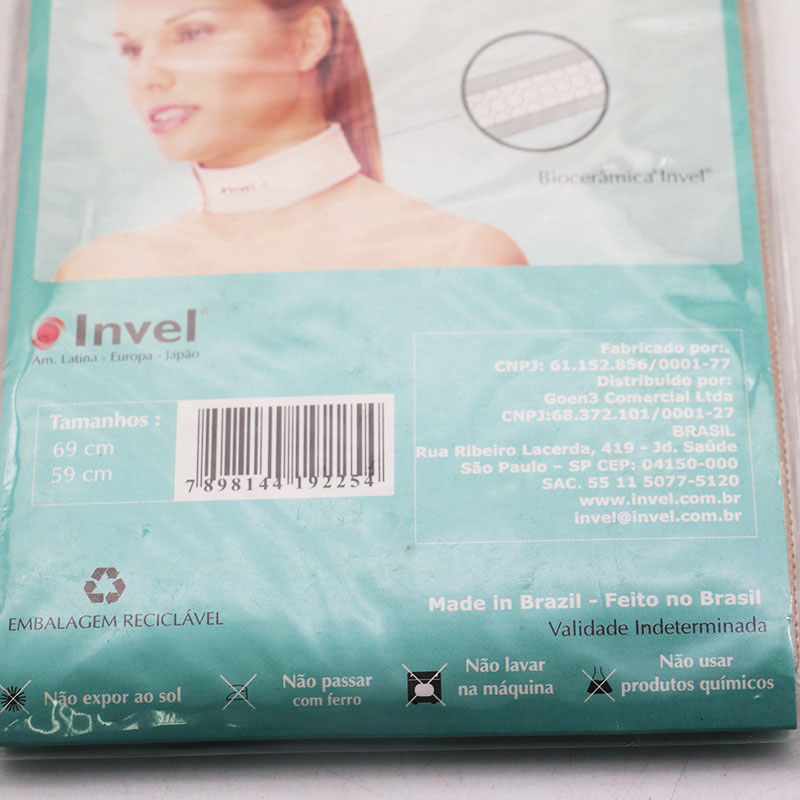 Invel
Biocerâmica® Invel®
Invel®
Am. Latina - Europa - Japão
Tamanhos :
69 cm
59 cm
7 898144 192254
Fabricado por:.
CNPJ: 61.152.856/0001-77
Distribuído por:
Goen3 Comercial Ltda
CNPJ:68.372.101/0001-27
BRASIL
Rua Ribeiro Lacerda, 419 - Jd. Saúde
São Paulo – SP CEP: 04150-000
SAC. 55 11 5077-5120
www.invel.com.br
invel@invel.com.br
EMBALAGEM RECICLÁVEL
Made in Brazil - Feito no Brasil
Validade Indeterminada
Não expor ao sol
Não passar
com ferro
Não lavar
na máquina
Não usar
produtos químicos